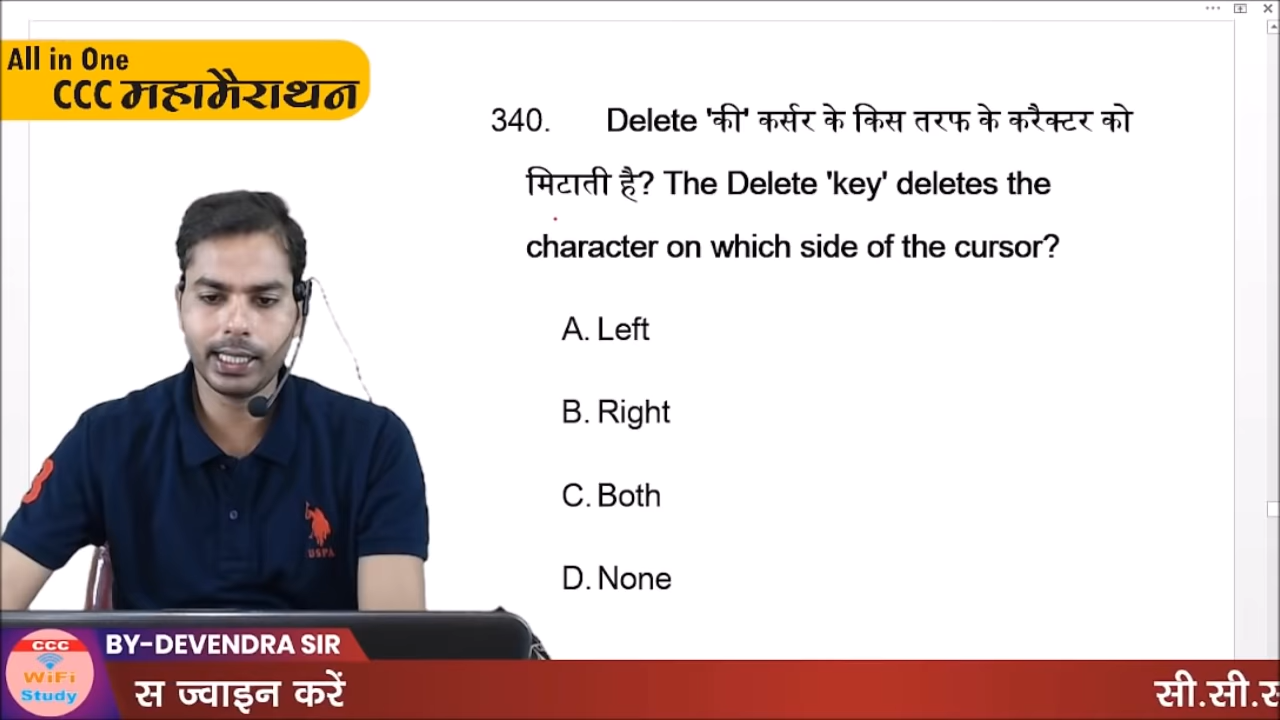 All in One
CCC महामैराथन
340. Delete 'की' कर्सर के किस तरफ के करैक्टर को
मिटाती है? The Delete 'key' deletes the
character on which side of the cursor?
A. Left
B. Right
C. Both
D. None
USPA
BY-DEVENDRA SIR
CCC
WiFi
Study
स ज्वाइन करें
सी.सी.स